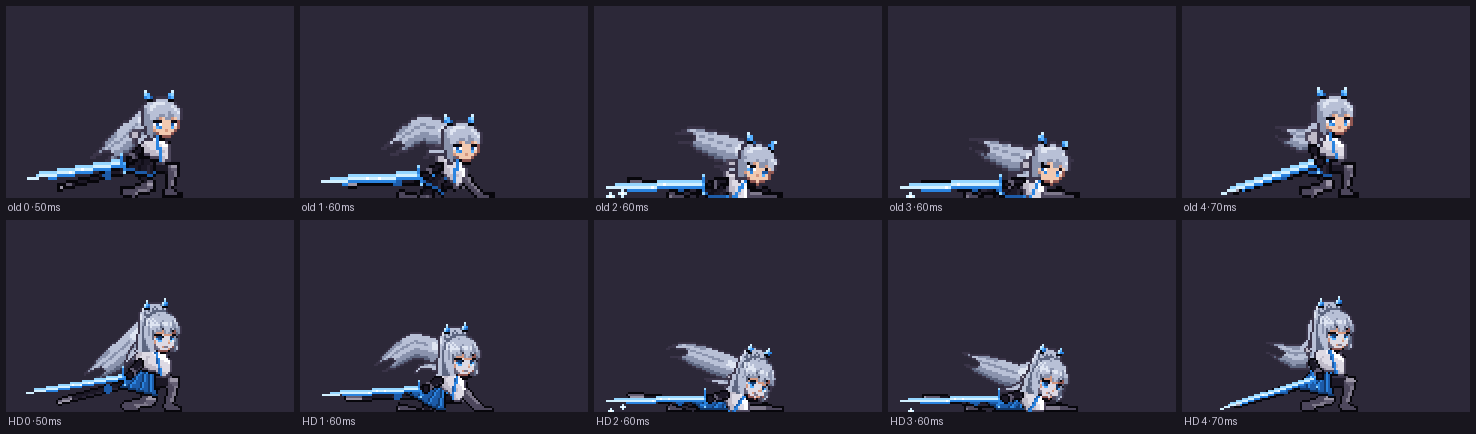 old 0·50ms
old 1·60ms
old 2·60ms
old 3·60ms
old 4·70ms
HD 0·50ms
HD 1·60ms
HD 2·60ms
HD 3·60ms
HD 4·70ms